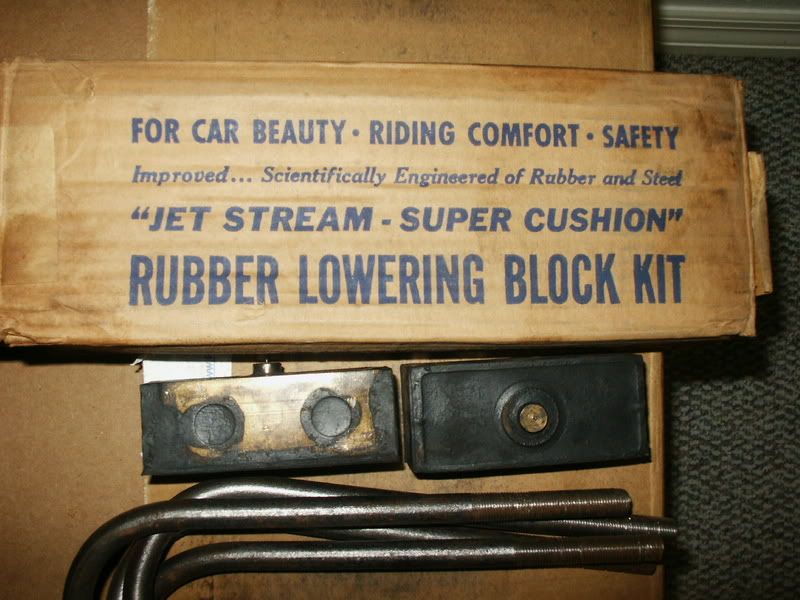 FOR CAR BEAUTY · RIDING COMFORT · SAFETY
Improved... Scientifically Engineered of Rubber and Steel
"JET STREAM - SUPER CUSHION"
RUBBER LOWERING BLOCK KIT